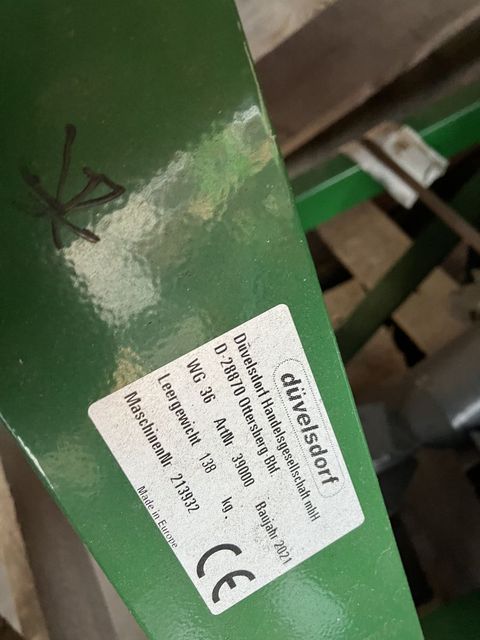 düvelsdorf
Düvelsdorf Handelsgesellschaft mbH
D-28870 Ottersberg Bhf
WG 36 ArtNr. 39000 Baujahr 2021
Leergewicht 138 kg.
MaschinenNr 213932
Made in Europe
CE